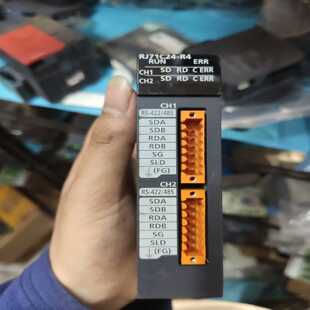 RJ71C24-R4
RUN ERR
CH1 SD RD C ERR
CH2 SD RD C ERR
CH1
RS-422/485
SDA
SDB
RDA
RDB
SG
SLD
(FG)
CH2
RS-422/485
SDA
SDB
RDA
RDB
SG
SLD
(FG)